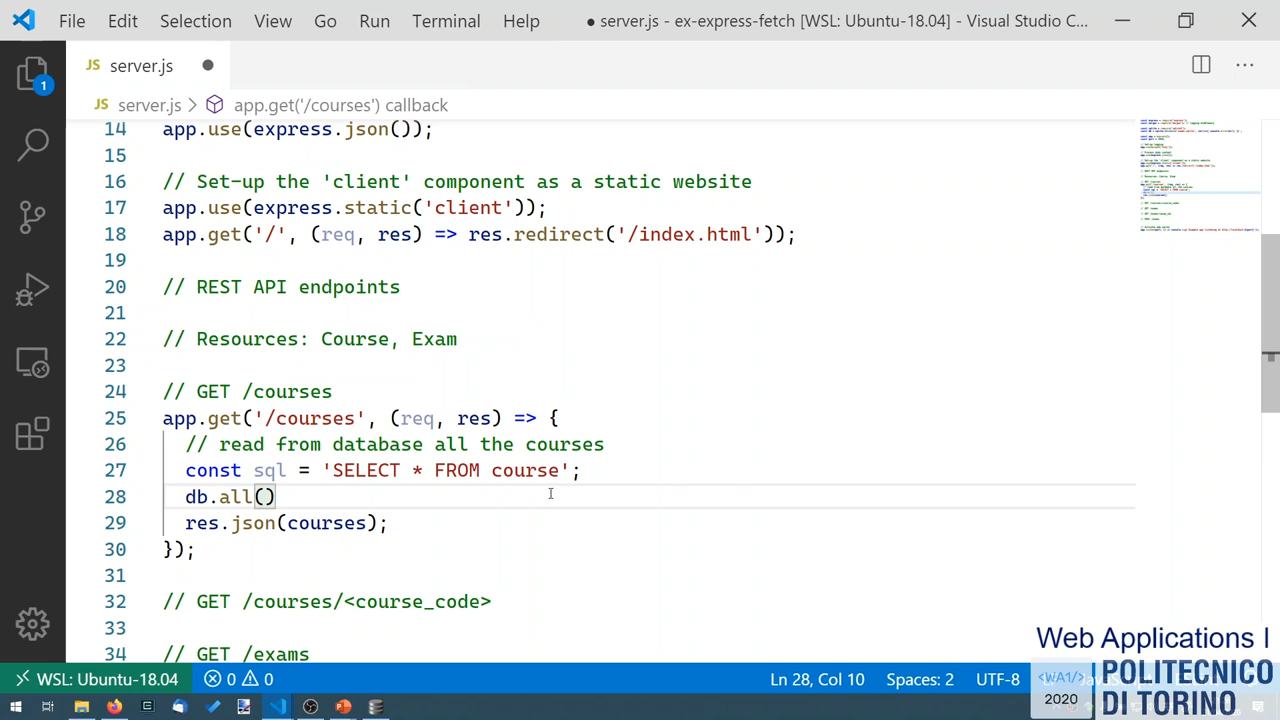 File Edit Selection View Go Run Terminal Help ● server.js - ex-express-fetch [WSL: Ubuntu-18.04] - Visual Studio C...
JS server.js ●
1
JS server.js > app.get('/courses') callback
14 app.use(express.json());
15
16 // Set-up the 'client' component as a static website
17 app.use(express.static('client'));
18 app.get('/', (req, res) => res.redirect('/index.html'));
19
20 // REST API endpoints
21
22 // Resources: Course, Exam
23
24 // GET /courses
25 app.get('/courses', (req, res) => {
26 // read from database all the courses
27 const sql = 'SELECT * FROM course';
28 db.all()
29 res.json(courses);
30 });
31
32 // GET /courses/<course_code>
33
34 // GET /exams
Web Applications I
WSL: Ubuntu-18.04 0 0 Ln 28, Col 10 Spaces: 2 UTF-8
<WA1/>
2020
POLITECNICO
DI TORINO